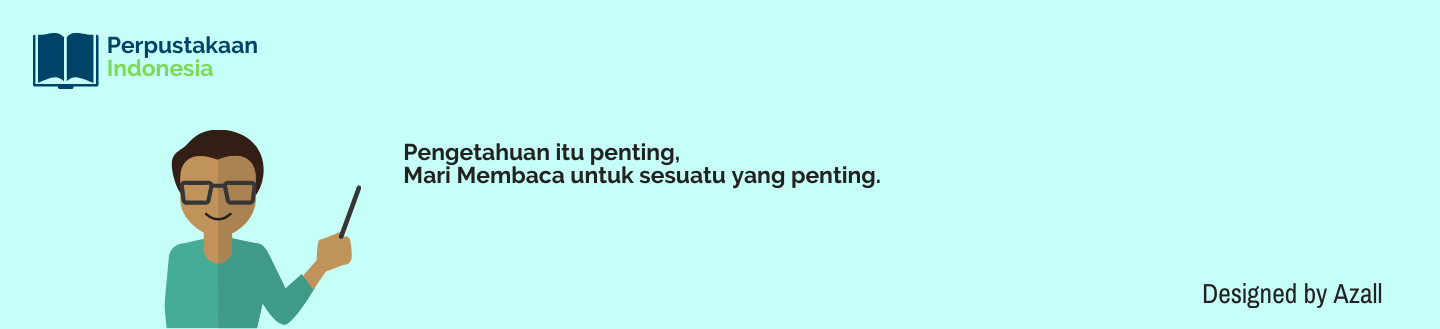 Perpustakaan
Indonesia
Pengetahuan itu penting,
Mari Membaca untuk sesuatu yang penting.
Designed by Azall